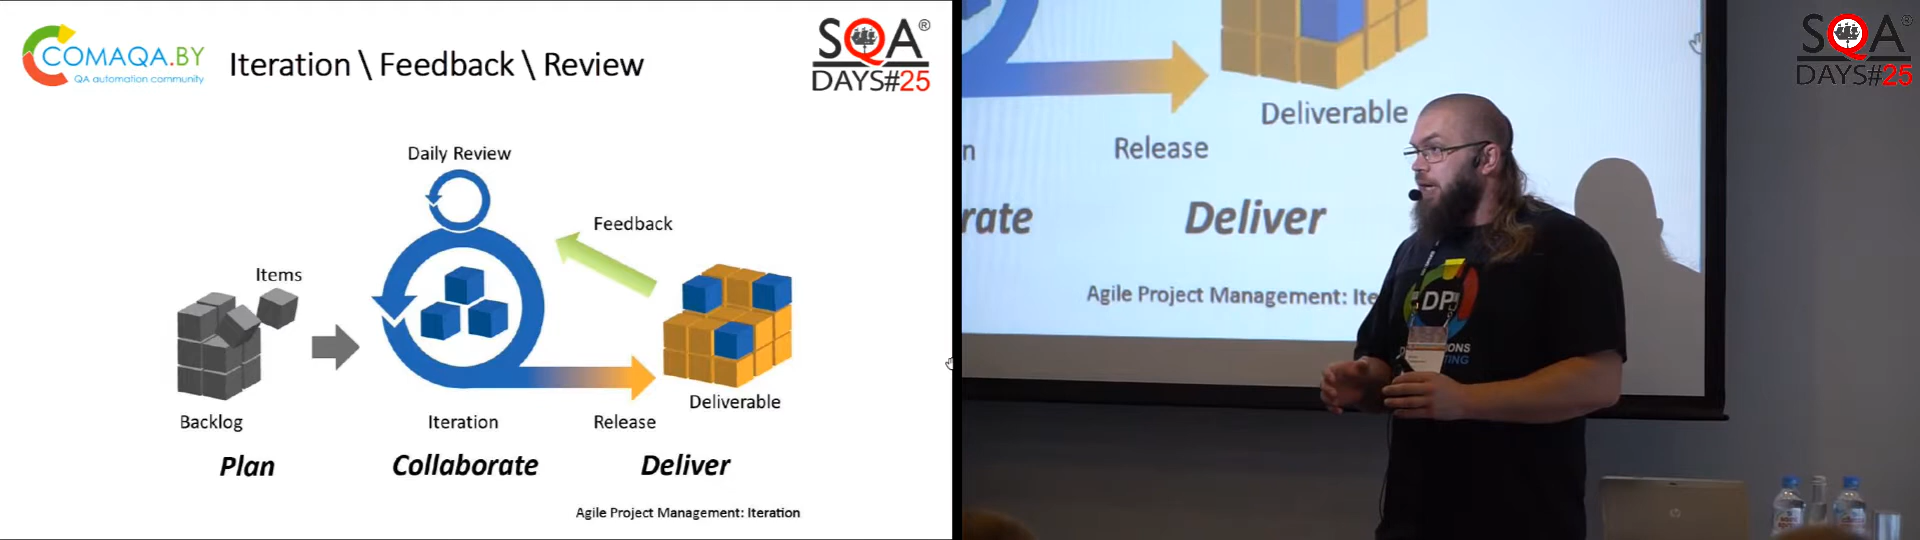 COMAQA.BY
QA automation community
Iteration \ Feedback \ Review
SQA®
DAYS#25
Daily Review
Feedback
Items
Backlog
Iteration
Release
Deliverable
Plan
Collaborate
Deliver
Agile Project Management: Iteration
Deliverable
n
Release
rate
Deliver
Agile Project Management: Ite
DP
ONS
TING
hp
SQA®
DAYS#25